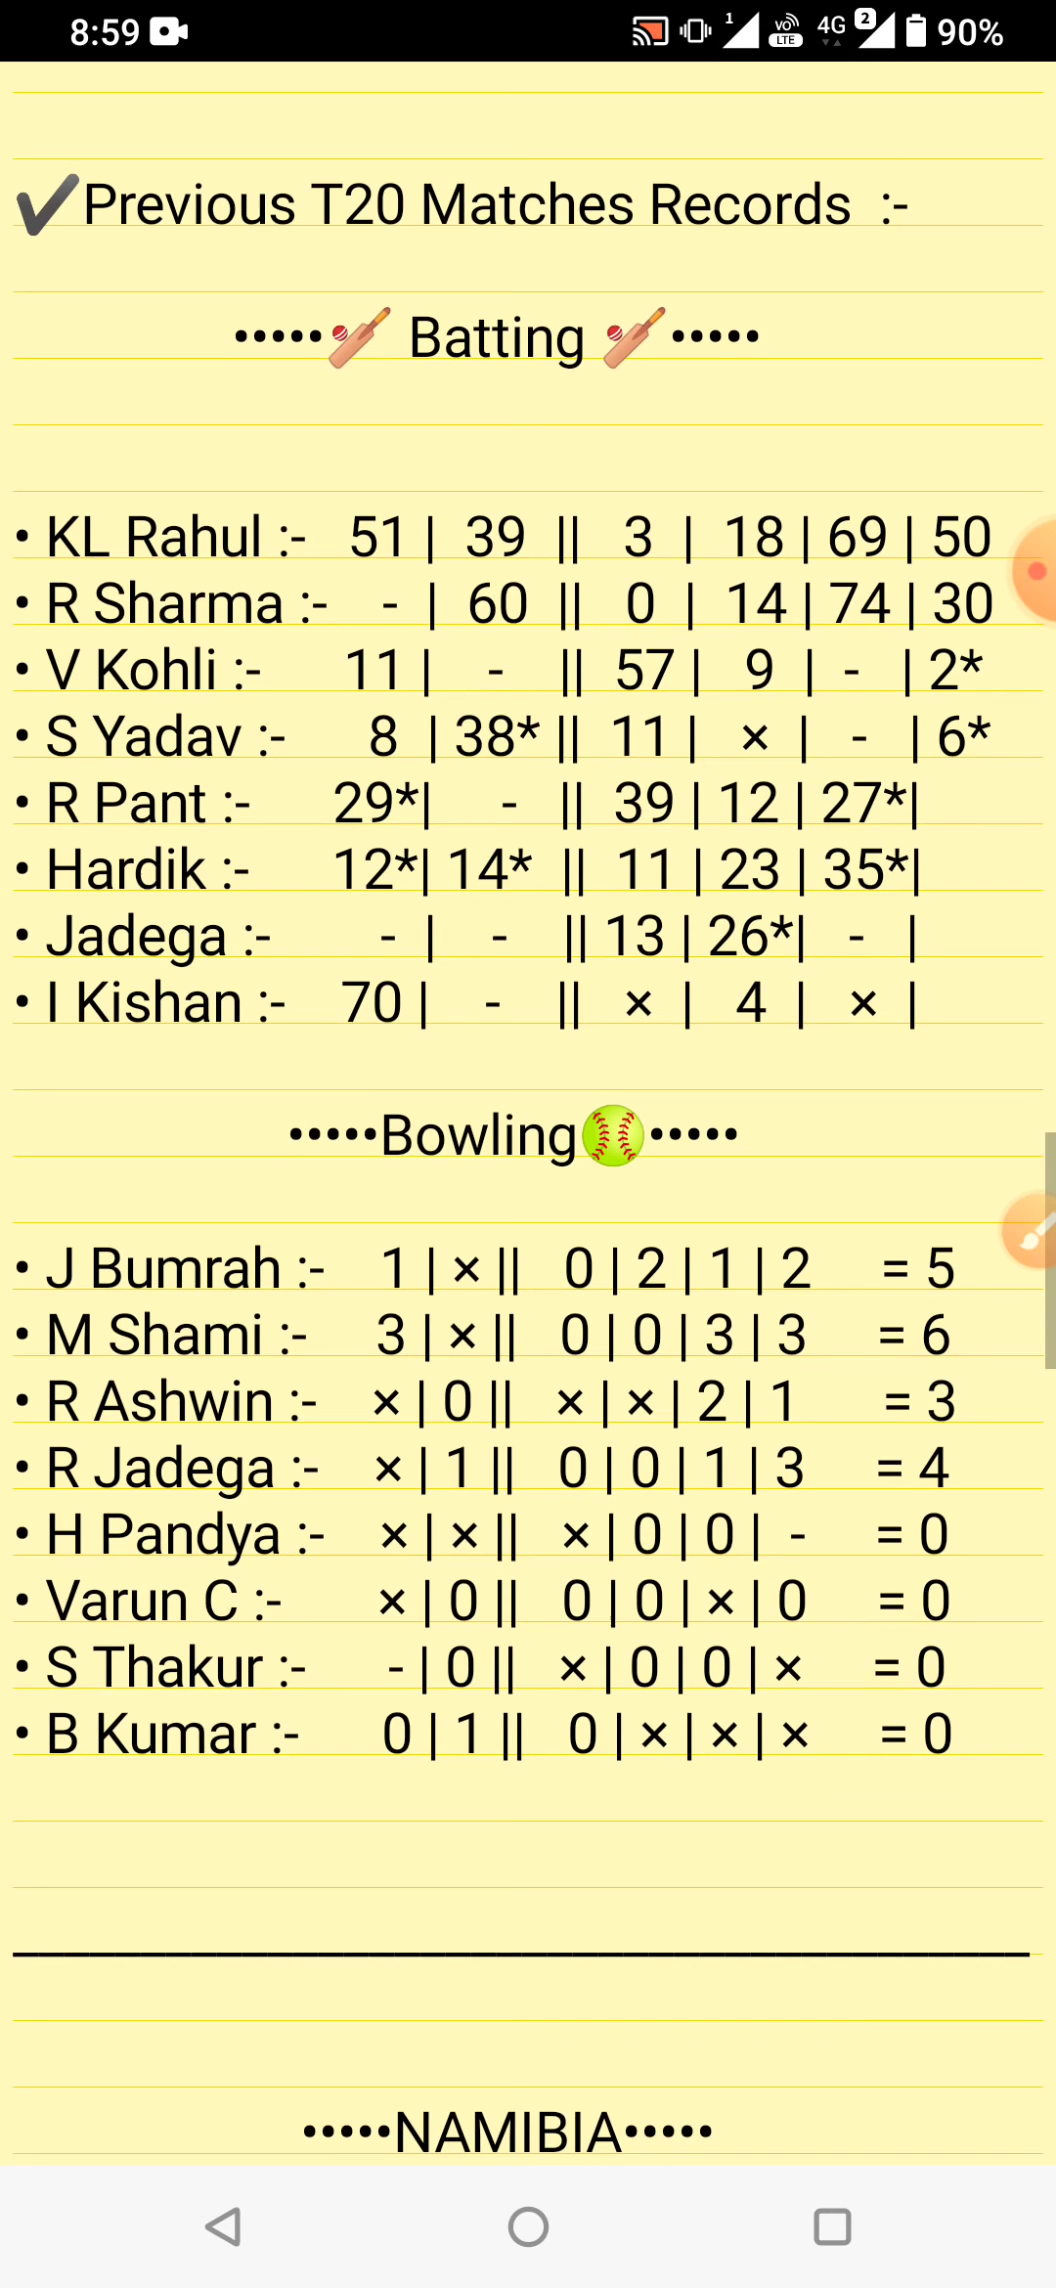 8:59 1 VO LTE 4G 2 90%
✔Previous T20 Matches Records :-
•••••🏏 Batting 🏏•••••
• KL Rahul :- 51 | 39 || 3 | 18 | 69 | 50
• R Sharma :- - | 60 || 0 | 14 | 74 | 30
• V Kohli :- 11 | - || 57 | 9 | - | 2*
• S Yadav :- 8 | 38* || 11 | × | - | 6*
• R Pant :- 29*| - || 39 | 12 | 27*|
• Hardik :- 12*| 14* || 11 | 23 | 35*|
• Jadega :- - | - || 13 | 26*| - |
• I Kishan :- 70 | - || × | 4 | × |
•••••Bowling🥎•••••
• J Bumrah :- 1 | × || 0 | 2 | 1 | 2 = 5
• M Shami :- 3 | × || 0 | 0 | 3 | 3 = 6
• R Ashwin :- × | 0 || × | × | 2 | 1 = 3
• R Jadega :- × | 1 || 0 | 0 | 1 | 3 = 4
• H Pandya :- × | × || × | 0 | 0 | - = 0
• Varun C :- × | 0 || 0 | 0 | × | 0 = 0
• S Thakur :- - | 0 || × | 0 | 0 | × = 0
• B Kumar :- 0 | 1 || 0 | × | × | × = 0
•••••NAMIBIA•••••